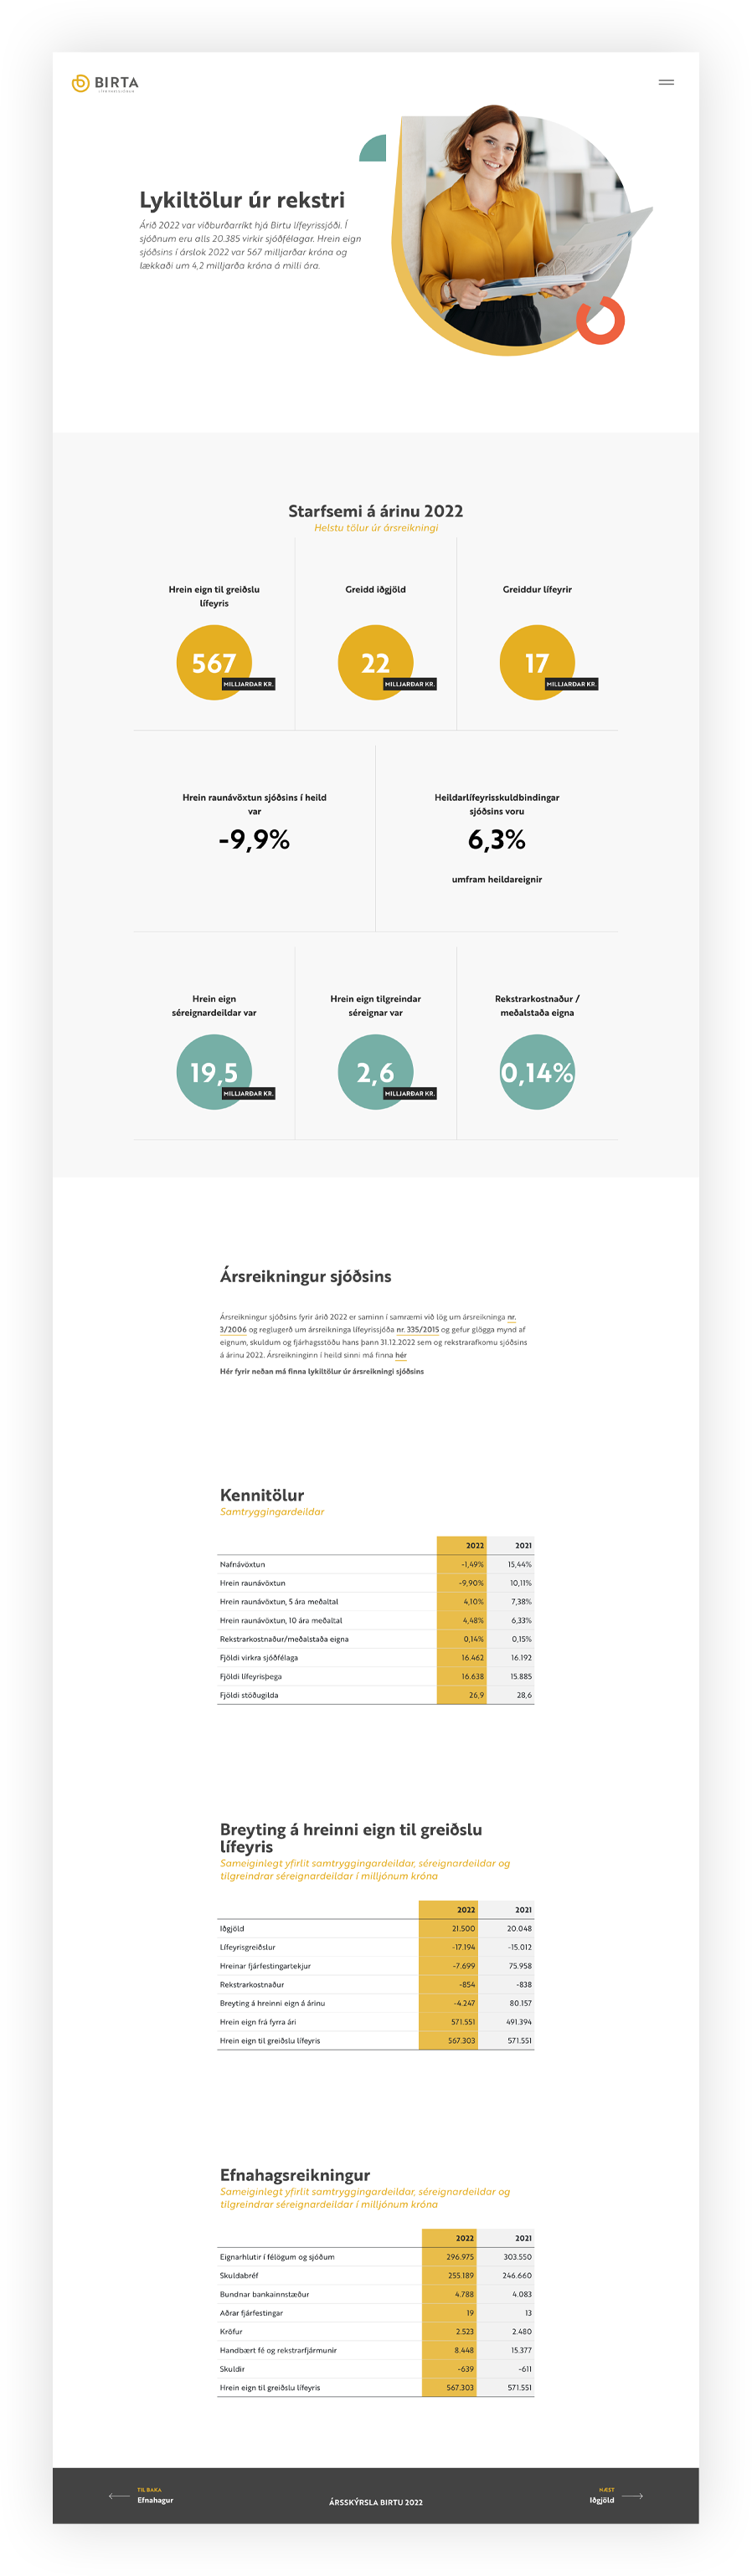 BIRTA
LÍFEYRISSJÓÐUR
Lykiltölur úr rekstri
Árið 2022 var viðburðarríkt hjá Birtu lífeyrissjóði. Í
sjóðnum eru alls 20.385 virkir sjóðfélagar. Hrein eign
sjóðsins í árslok 2022 var 567 milljarðar króna og
lækkaði um 4,2 milljarða króna á milli ára.
Starfsemi á árinu 2022
Helstu tölur úr ársreikningi
Hrein eign til greiðslu
lífeyris
567
MILLJARÐAR KR.
Greidd iðgjöld
22
MILLJARÐAR KR.
Greiddur lífeyrir
17
MILLJARÐAR KR.
Hrein raunávöxtun sjóðsins í heild
var
-9,9%
Heildarlífeyrisskuldbindingar
sjóðsins voru
6,3%
umfram heildareignir
Hrein eign
séreignardeildar var
19,5
MILLJARÐAR KR.
Hrein eign tilgreindar
séreignar var
2,6
MILLJARÐAR KR.
Rekstrarkostnaður /
meðalstaða eigna
0,14%
Ársreikningur sjóðsins
Ársreikningur sjóðsins fyrir árið 2022 er saminn í samræmi við lög um ársreikninga nr.
3/2006 og reglugerð um ársreikninga lífeyrissjóða nr. 335/2015 og gefur glögga mynd af
eignum, skuldum og fjárhagsstöðu hans þann 31.12.2022 sem og rekstrarafkomu sjóðsins
á árinu 2022. Ársreikninginn í heild sinni má finna hér
Hér fyrir neðan má finna lykiltölur úr ársreikningi sjóðsins
Kennitölur
Samtryggingardeildar
2022 2021
Nafnávöxtun -1,49% 15,44%
Hrein raunávöxtun -9,90% 10,11%
Hrein raunávöxtun, 5 ára meðaltal 4,10% 7,38%
Hrein raunávöxtun, 10 ára meðaltal 4,48% 6,33%
Rekstrarkostnaður/meðalstaða eigna 0,14% 0,15%
Fjöldi virkra sjóðfélaga 16.462 16.192
Fjöldi lífeyrisþega 16.638 15.885
Fjöldi stöðugilda 26,9 28,6
Breyting á hreinni eign til greiðslu
lífeyris
Sameiginlegt yfirlit samtryggingardeildar, séreignardeildar og
tilgreindrar séreignardeildar í milljónum króna
2022 2021
Iðgjöld 21.500 20.048
Lífeyrisgreiðslur -17.194 -15.012
Hreinar fjárfestingartekjur -7.699 75.958
Rekstrarkostnaður -854 -838
Breyting á hreinni eign á árinu -4.247 80.157
Hrein eign frá fyrra ári 571.551 491.394
Hrein eign til greiðslu lífeyris 567.303 571.551
Efnahagsreikningur
Sameiginlegt yfirlit samtryggingardeildar, séreignardeildar og
tilgreindrar séreignardeildar í milljónum króna
2022 2021
Eignarhlutir í félögum og sjóðum 296.975 303.550
Skuldabréf 255.189 246.660
Bundnar bankainnstæður 4.788 4.083
Aðrar fjárfestingar 19 13
Kröfur 2.523 2.480
Handbært fé og rekstrarfjármunir 8.448 15.377
Skuldir -639 -611
Hrein eign til greiðslu lífeyris 567.303 571.551
TIL BAKA
Efnahagur
ÁRSSKÝRSLA BIRTU 2022
NÆST
Iðgjöld